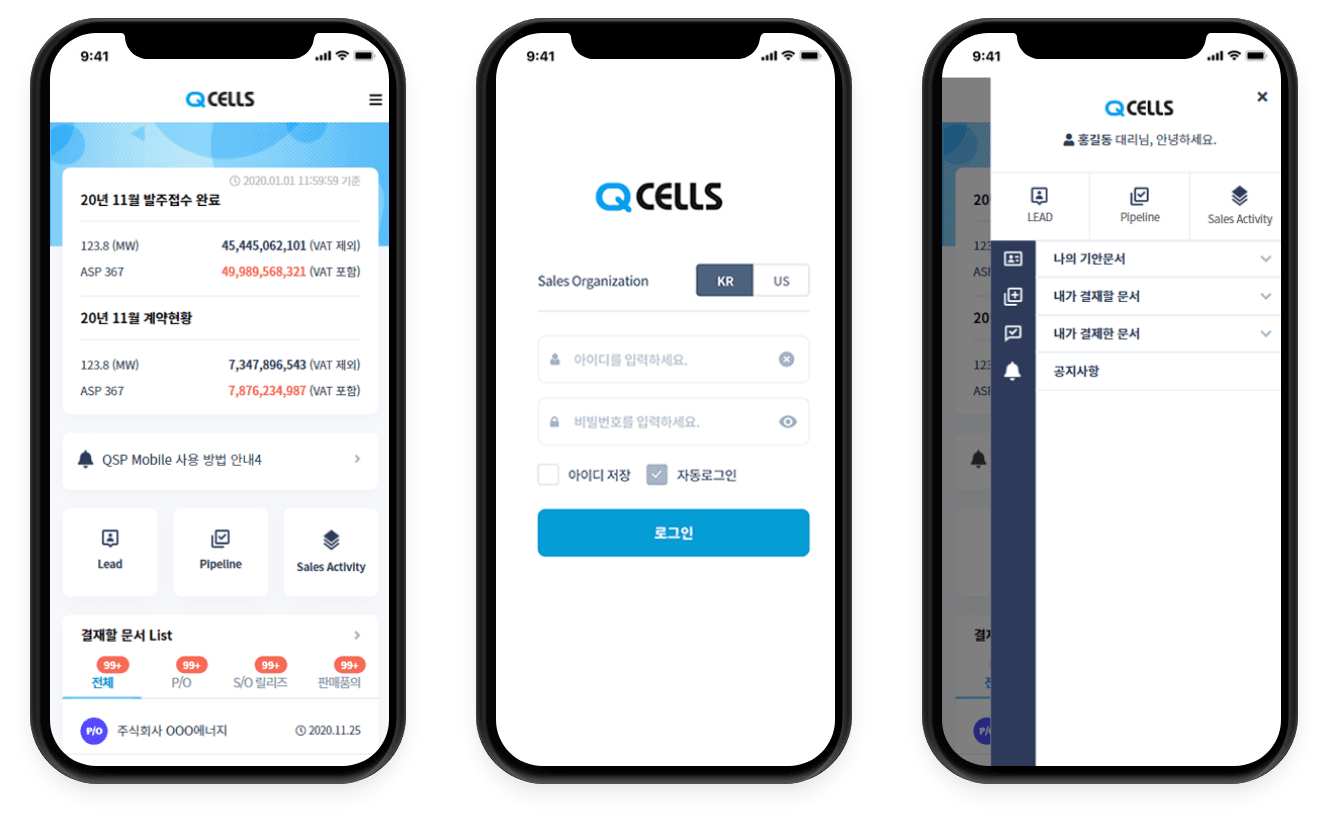 9:41
Q CELLS
2020.01.01 11:59:59 기준
20년 11월 발주접수 완료
123.8 (MW) 45,445,062,101 (VAT 제외)
ASP 367 49,989,568,321 (VAT 포함)
20년 11월 계약현황
123.8 (MW) 7,347,896,543 (VAT 제외)
ASP 367 7,876,234,987 (VAT 포함)
QSP Mobile 사용 방법 안내4
Lead Pipeline Sales Activity
결재할 문서 List
99+ 99+ 99+ 99+
전체 P/O S/O 릴리즈 판매품의
P/O 주식회사 OOO에너지 2020.11.25
9:41
Q CELLS
Sales Organization KR US
아이디를 입력하세요.
비빌번호를 입력하세요.
아이디 저장 자동로그인
로그인
9:41
Q CELLS
홍길동 대리님, 안녕하세요.
LEAD Pipeline Sales Activity
나의 기안문서
내가 결재할 문서
내가 결제한 문서
공지사항
20
123
ASP
20
123
ASP
결재
P/O